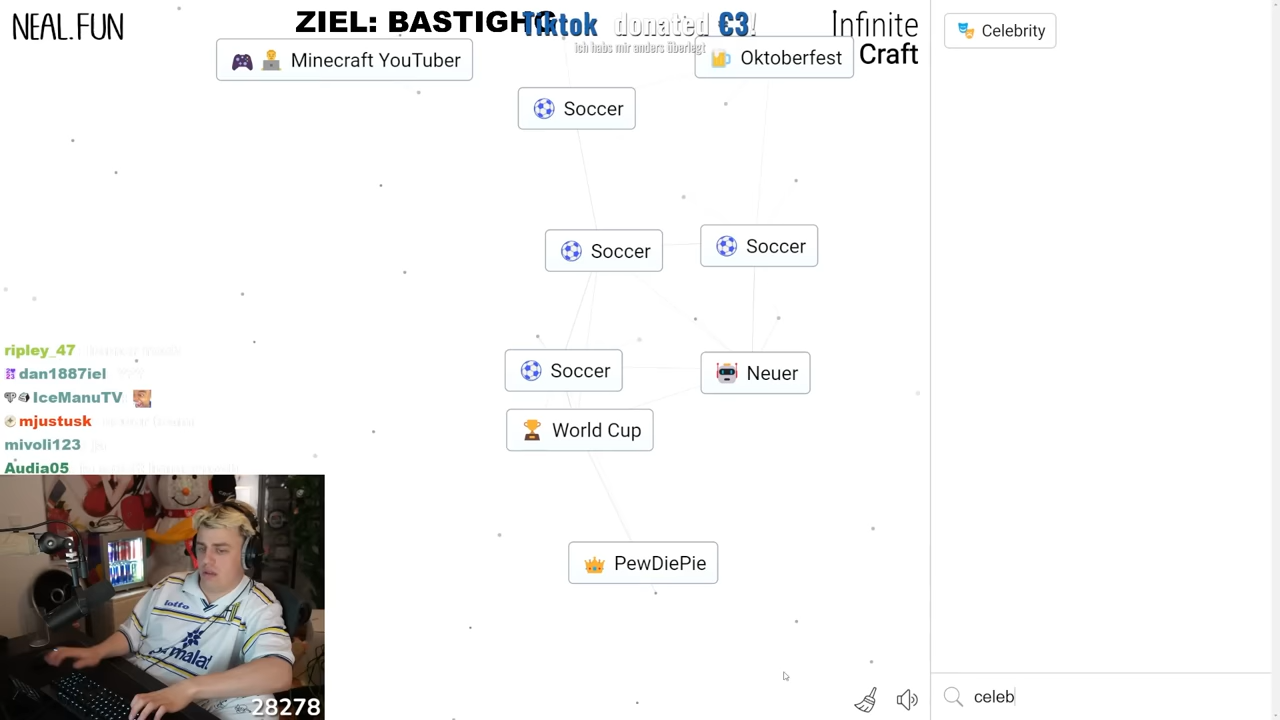 NEAL.FUN
ZIEL: BASTIGHG
Tiktok donated €3!
ich habs mir anders überlegt
Infinite
Craft
Celebrity
Minecraft YouTuber
Oktoberfest
Soccer
Soccer
Soccer
Soccer
Neuer
World Cup
PewDiePie
ripley_47
dan1887iel
IceManuTV
mjustusk
mivoli123
Audia05
lotto
28278
celeb